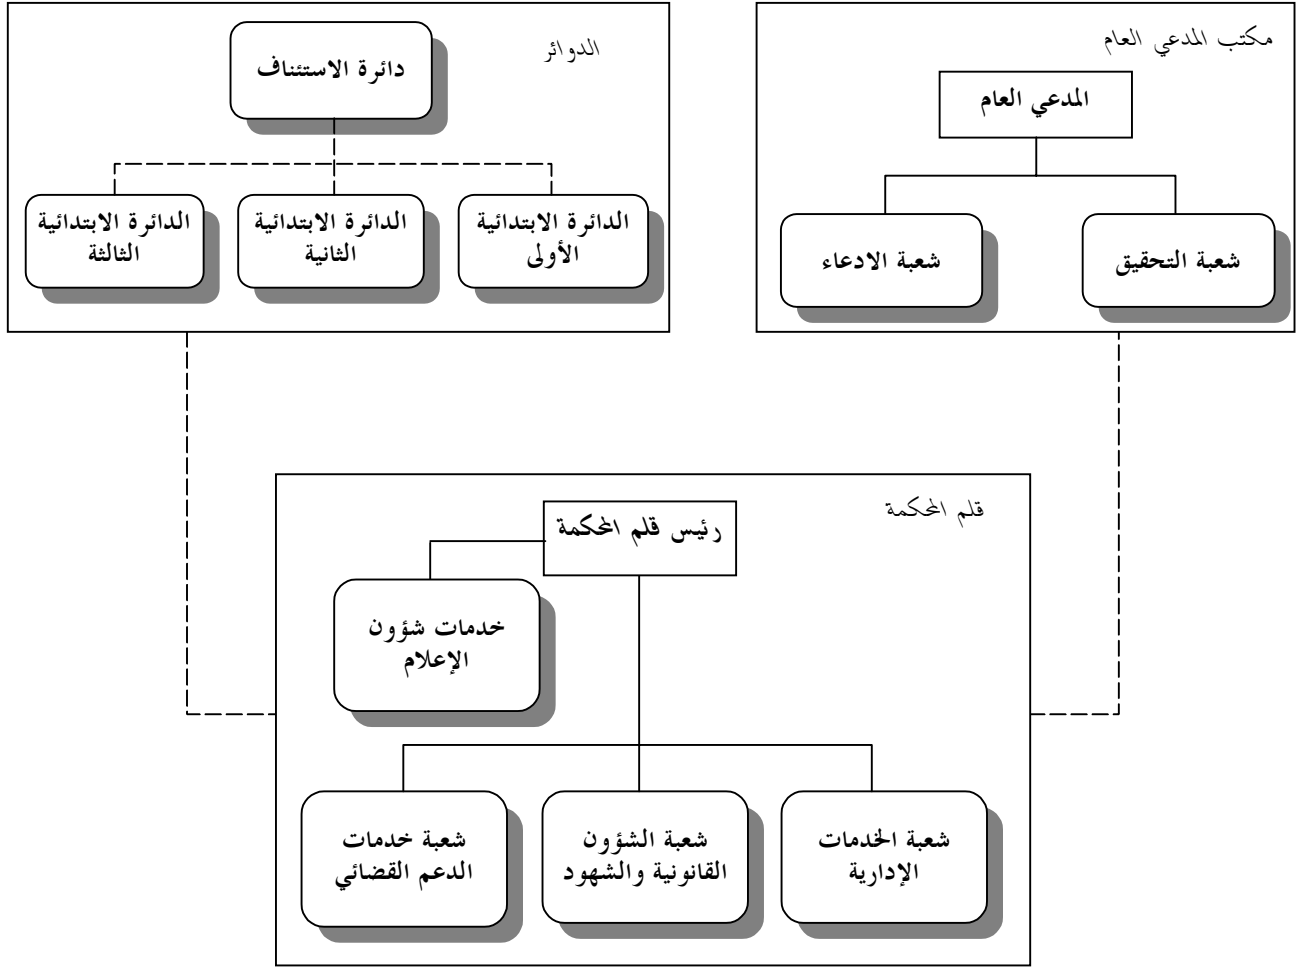 مكتب المدعي العام
المدعي العام
شعبة التحقيق
شعبة الادعاء
الدوائر
دائرة الاستئناف
الدائرة الابتدائية
الأولى
الدائرة الابتدائية
الثانية
الدائرة الابتدائية
الثالثة
قلم المحكمة
رئيس قلم المحكمة
خدمات شؤون
الإعلام
شعبة الخدمات
الإدارية
شعبة الشؤون
القانونية والشهود
شعبة خدمات
الدعم القضائي